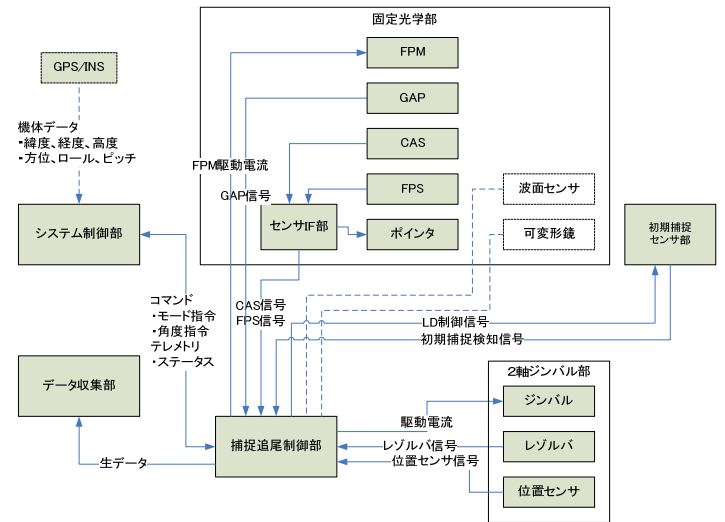 固定光学部
GPS/INS
FPM
GAP
CAS
FPS
ポインタ
センサIF部
波面センサ
可変形鏡
機体データ
・緯度、経度、高度
・方位、ロール、ピッチ
FPM駆動電流
GAP信号
システム制御部
初期捕捉
センサ部
コマンド
・モード指令
・角度指令
テレメトリ
・ステータス
CAS信号
FPS信号
LD制御信号
初期捕捉検知信号
データ収集部
2軸ジンバル部
ジンバル
レゾルバ
位置センサ
駆動電流
レゾルバ信号
位置センサ信号
捕捉追尾制御部
生データ